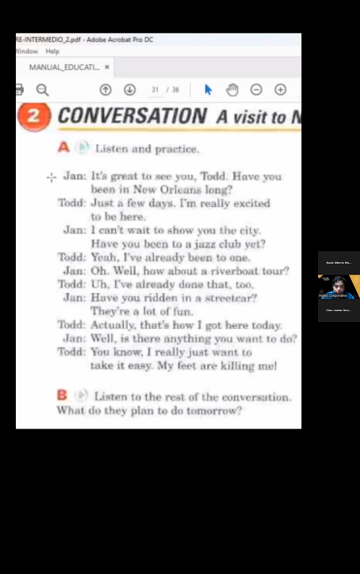 RE-INTERMEDIO_2.pdf - Adobe Acrobat Pro DC
Window Help
MANUAL_EDUCATI... ×
31 / 36
2 CONVERSATION A visit to N
A Listen and practice.
Jan: It's great to see you, Todd. Have you
been in New Orleans long?
Todd: Just a few days. I'm really excited
to be here.
Jan: I can't wait to show you the city.
Have you been to a jazz club yet?
Todd: Yeah, I've already been to one.
Jan: Oh. Well, how about a riverboat tour?
Todd: Uh, I've already done that, too.
Jan: Have you ridden in a streetcar?
They're a lot of fun.
Todd: Actually, that's how I got here today.
Jan: Well, is there anything you want to do?
Todd: You know, I really just want to
take it easy. My feet are killing me!
B Listen to the rest of the conversation.
What do they plan to do tomorrow?